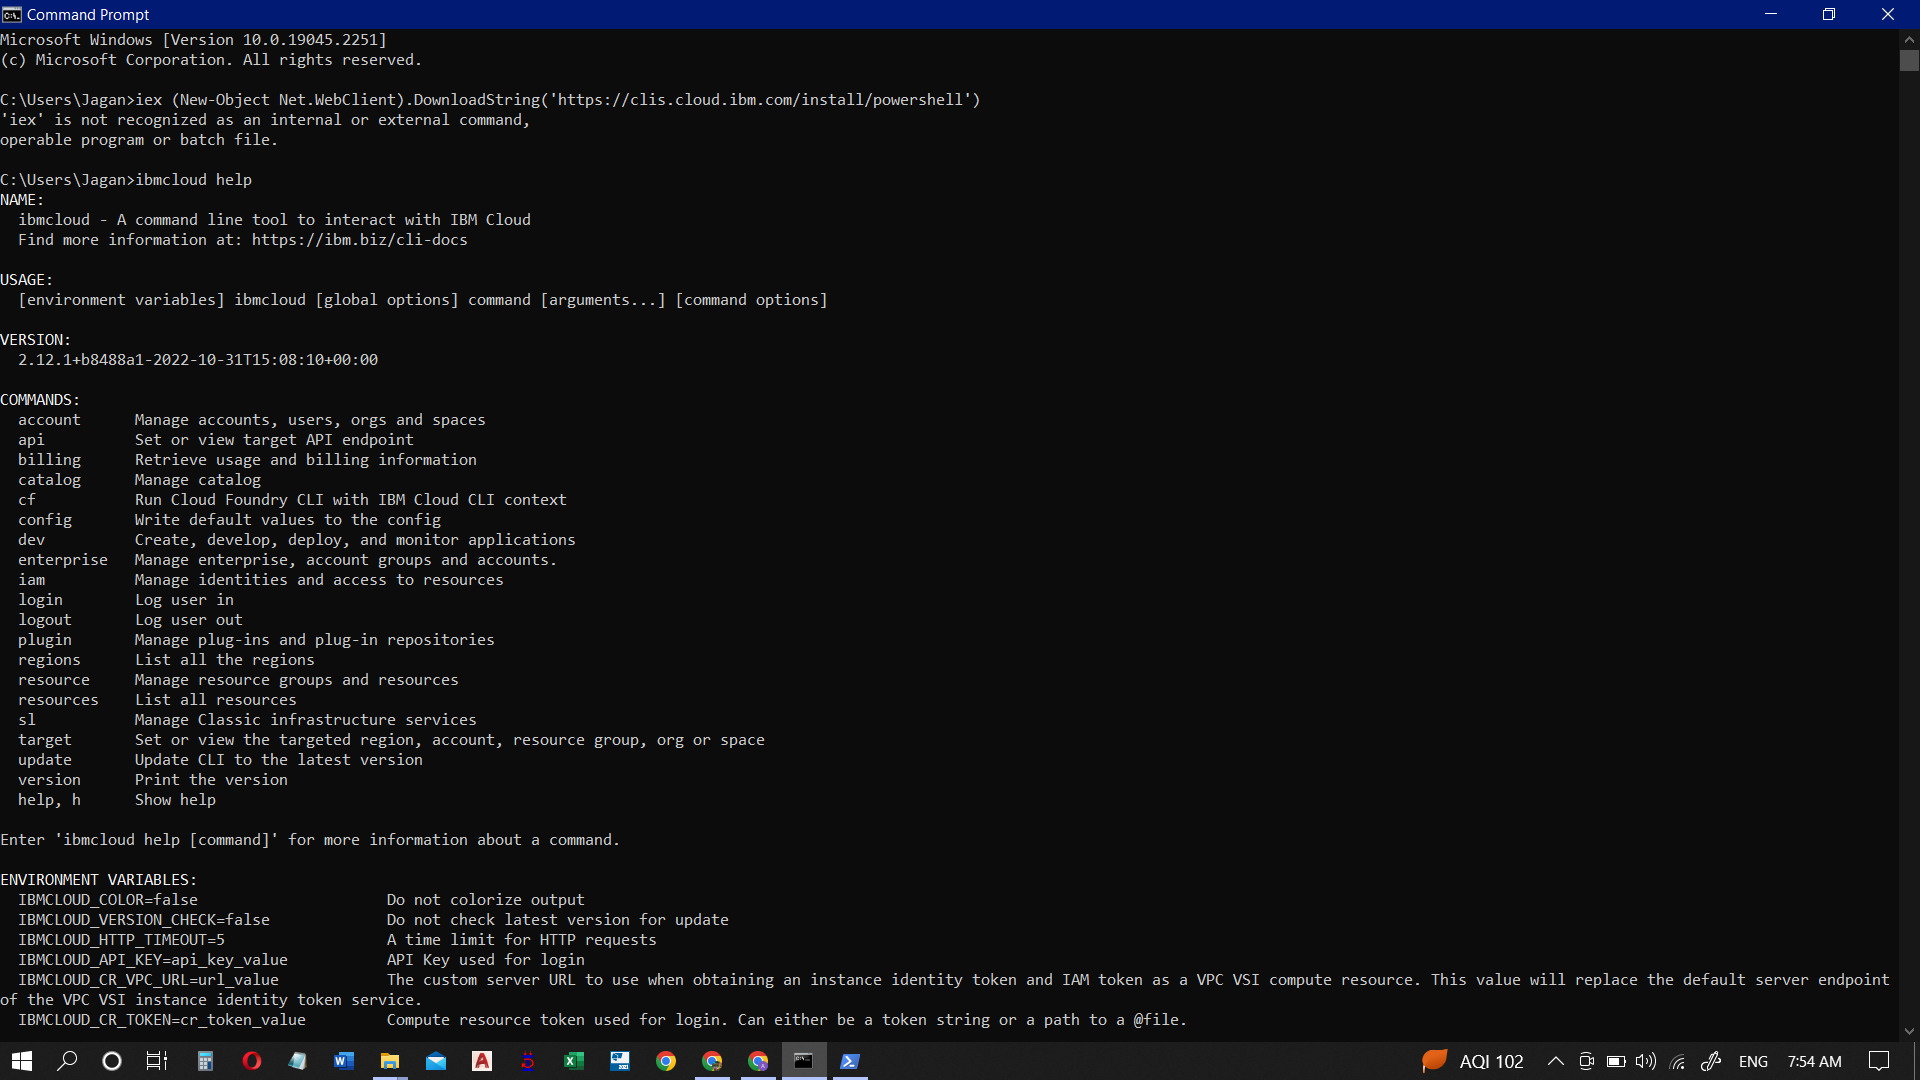 Command Prompt
Microsoft Windows [Version 10.0.19045.2251]
(c) Microsoft Corporation. All rights reserved.
C:\Users\Jagan>iex (New-Object Net.WebClient).DownloadString('https://clis.cloud.ibm.com/install/powershell')
'iex' is not recognized as an internal or external command,
operable program or batch file.
C:\Users\Jagan>ibmcloud help
NAME:
ibmcloud - A command line tool to interact with IBM Cloud
Find more information at: https://ibm.biz/cli-docs
USAGE:
[environment variables] ibmcloud [global options] command [arguments...] [command options]
VERSION:
2.12.1+b8488a1-2022-10-31T15:08:10+00:00
COMMANDS:
account Manage accounts, users, orgs and spaces
api Set or view target API endpoint
billing Retrieve usage and billing information
catalog Manage catalog
cf Run Cloud Foundry CLI with IBM Cloud CLI context
config Write default values to the config
dev Create, develop, deploy, and monitor applications
enterprise Manage enterprise, account groups and accounts.
iam Manage identities and access to resources
login Log user in
logout Log user out
plugin Manage plug-ins and plug-in repositories
regions List all the regions
resource Manage resource groups and resources
resources List all resources
sl Manage Classic infrastructure services
target Set or view the targeted region, account, resource group, org or space
update Update CLI to the latest version
version Print the version
help, h Show help
Enter 'ibmcloud help [command]' for more information about a command.
ENVIRONMENT VARIABLES:
IBMCLOUD_COLOR=false Do not colorize output
IBMCLOUD_VERSION_CHECK=false Do not check latest version for update
IBMCLOUD_HTTP_TIMEOUT=5 A time limit for HTTP requests
IBMCLOUD_API_KEY=api_key_value API Key used for login
IBMCLOUD_CR_VPC_URL=url_value The custom server URL to use when obtaining an instance identity token and IAM token as a VPC VSI compute resource. This value will replace the default server endpoint
of the VPC VSI instance identity token service.
IBMCLOUD_CR_TOKEN=cr_token_value Compute resource token used for login. Can either be a token string or a path to a @file.
AQI 102 ENG 7:54 AM